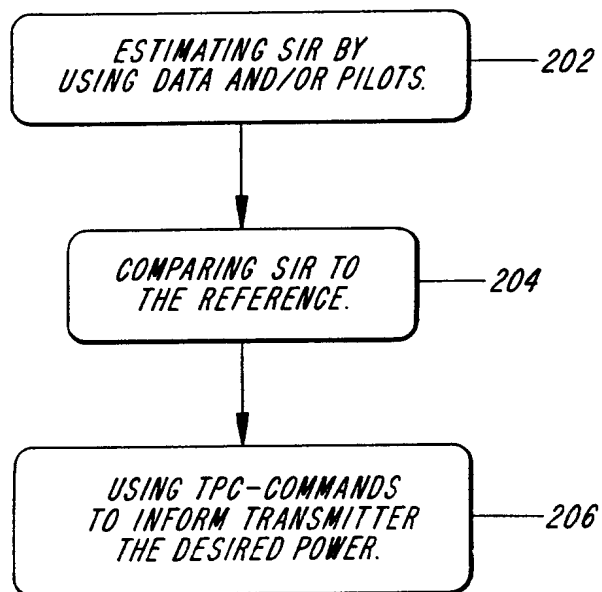 ESTIMATING SIR BY
USING DATA AND/OR PILOTS.
202
COMPARING SIR TO
THE REFERENCE.
204
USING TPC-COMMANDS
TO INFORM TRANSMITTER
THE DESIRED POWER.
206